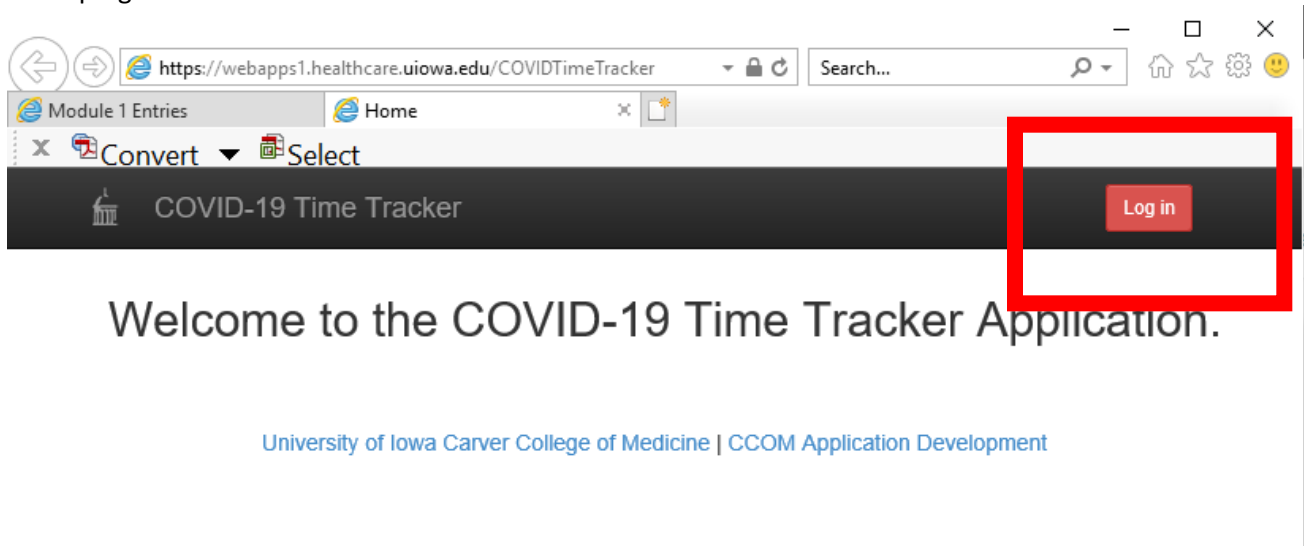 https://webapps1.healthcare.uiowa.edu/COVIDTimeTracker Search...
Module 1 Entries Home
x Convert Select
COVID-19 Time Tracker Log in
Welcome to the COVID-19 Time Tracker Application.
University of Iowa Carver College of Medicine | CCOM Application Development